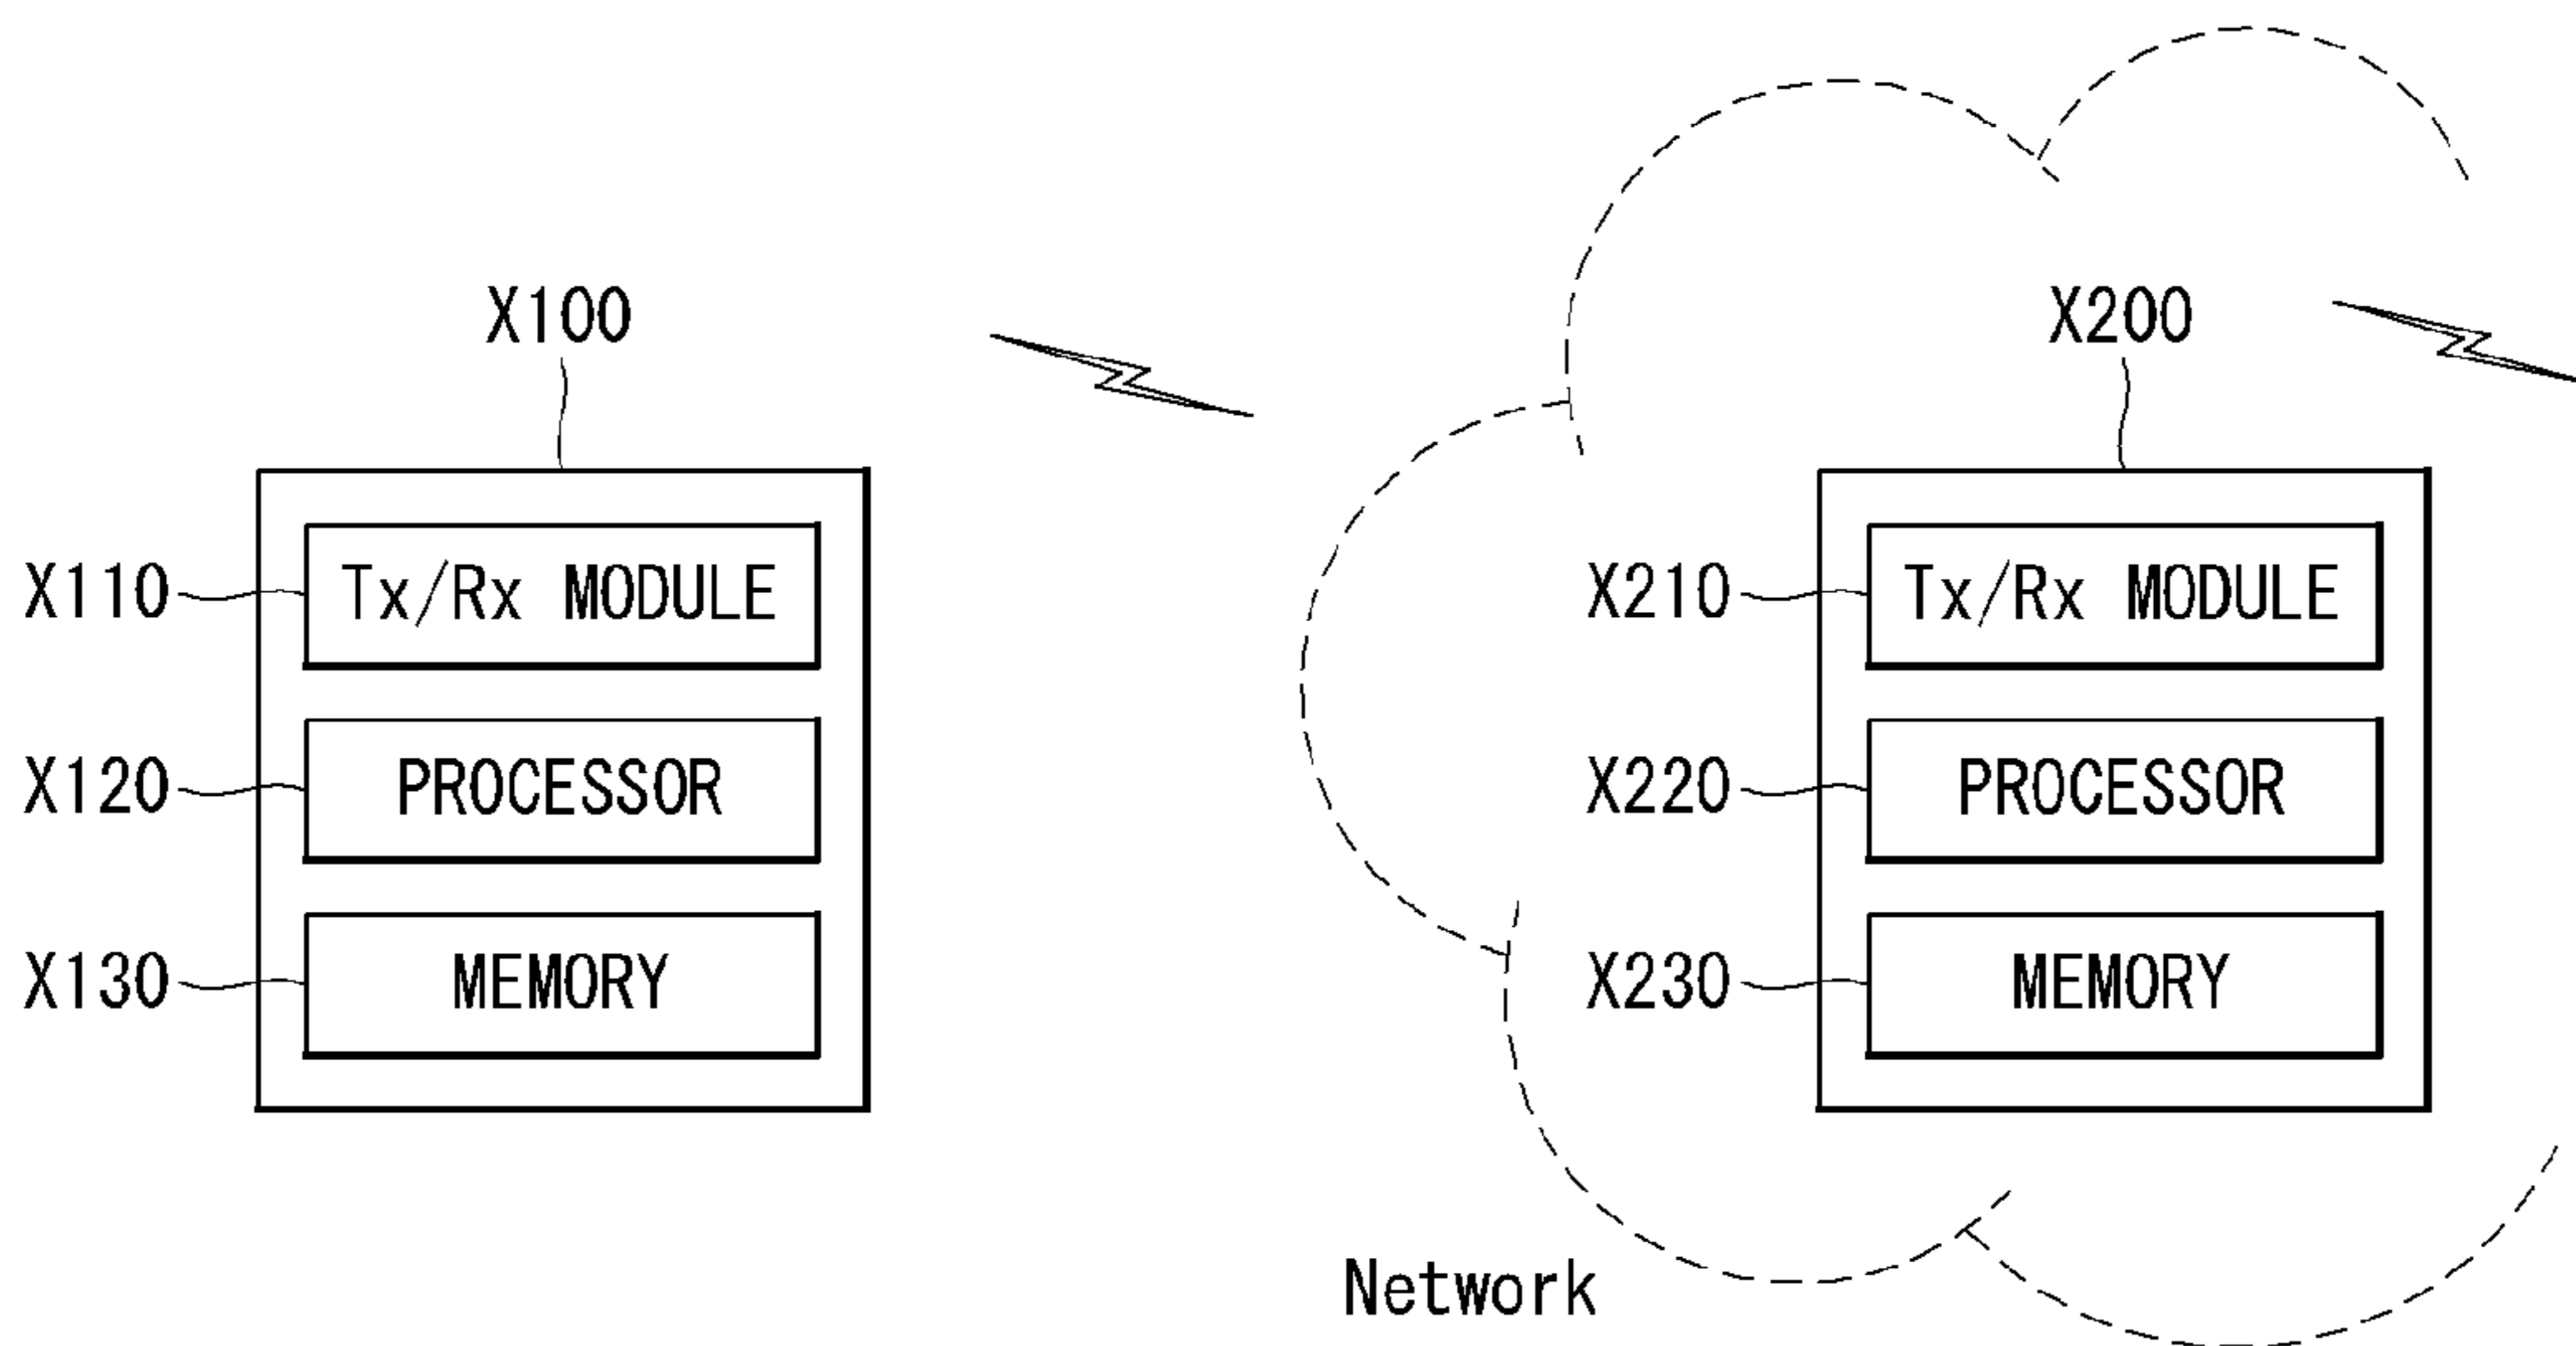 X100
X200
X110
Tx/Rx MODULE
X210
Tx/Rx MODULE
X120
PROCESSOR
X220
PROCESSOR
X130
MEMORY
X230
MEMORY
Network